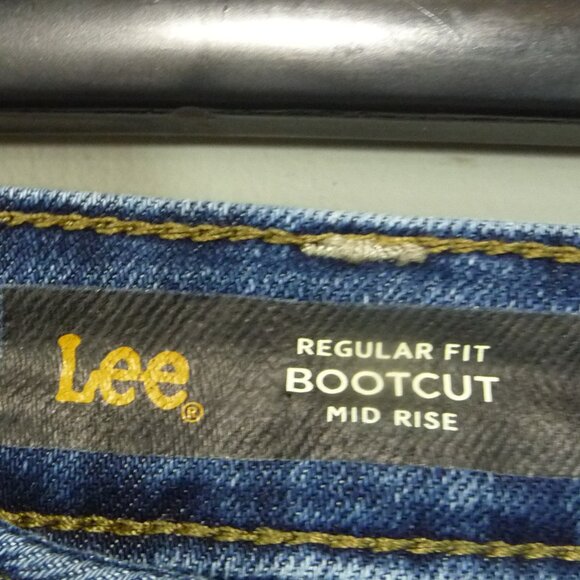 Lee®
REGULAR FIT
BOOTCUT
MID RISE